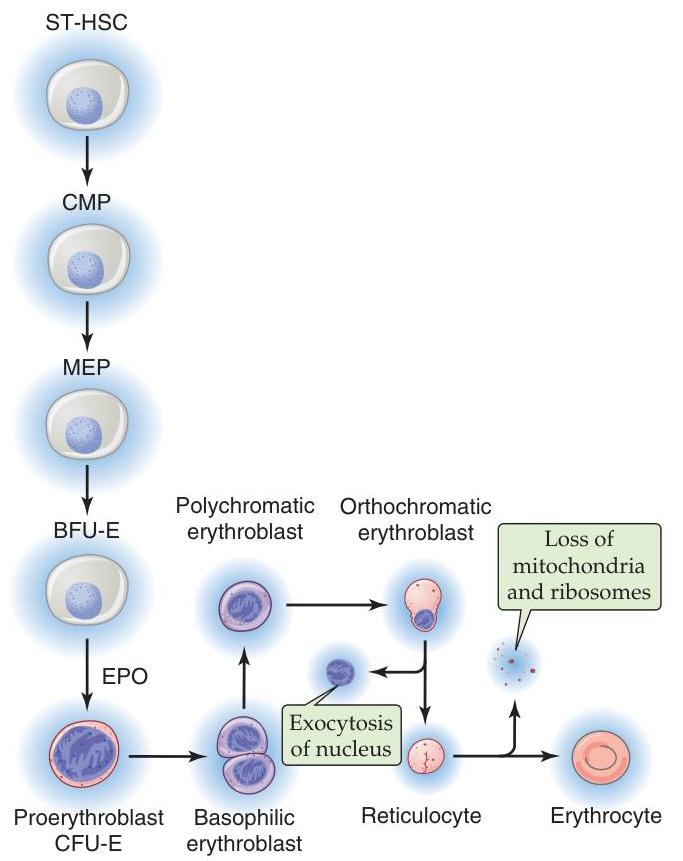 ST-HSC
CMP
MEP
BFU-E
EPO
Proerythroblast
CFU-E
Basophilic
erythroblast
Polychromatic
erythroblast
Orthochromatic
erythroblast
Exocytosis
of nucleus
Reticulocyte
Loss of
mitochondria
and ribosomes
Erythrocyte